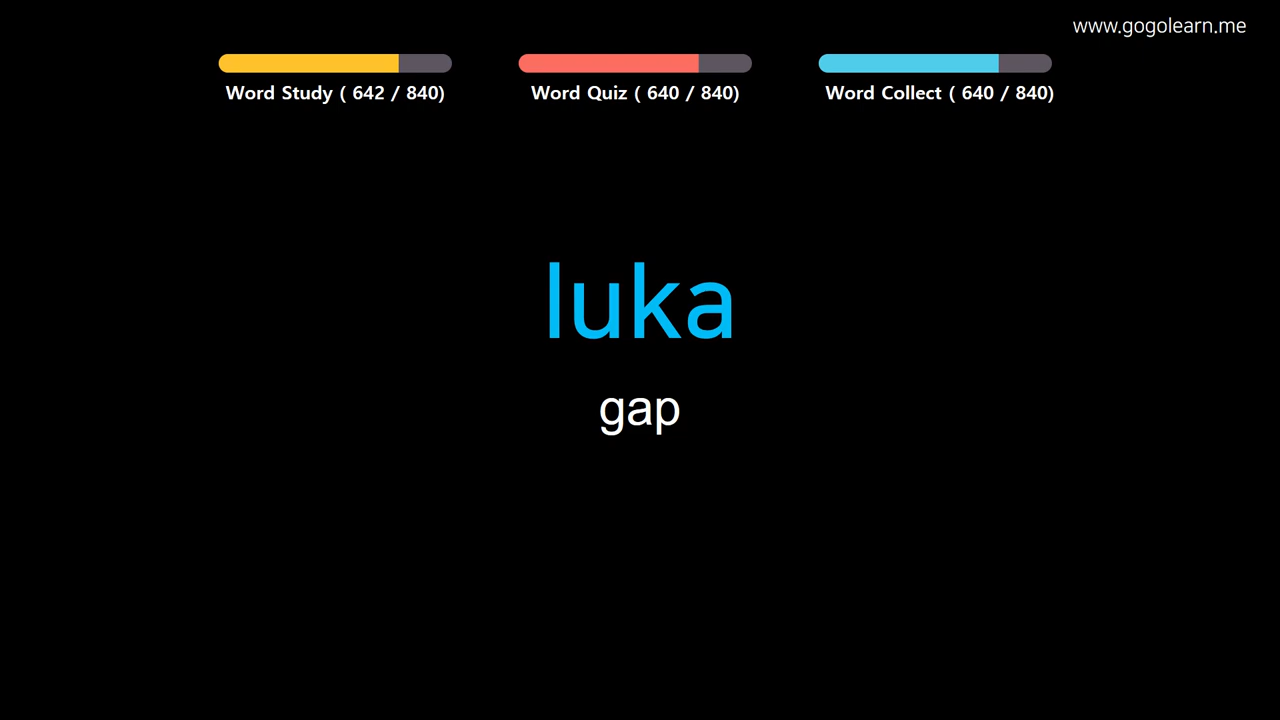 www.gogolearn.me
Word Study ( 642 / 840)
Word Quiz ( 640 / 840)
Word Collect ( 640 / 840)
luka
gap